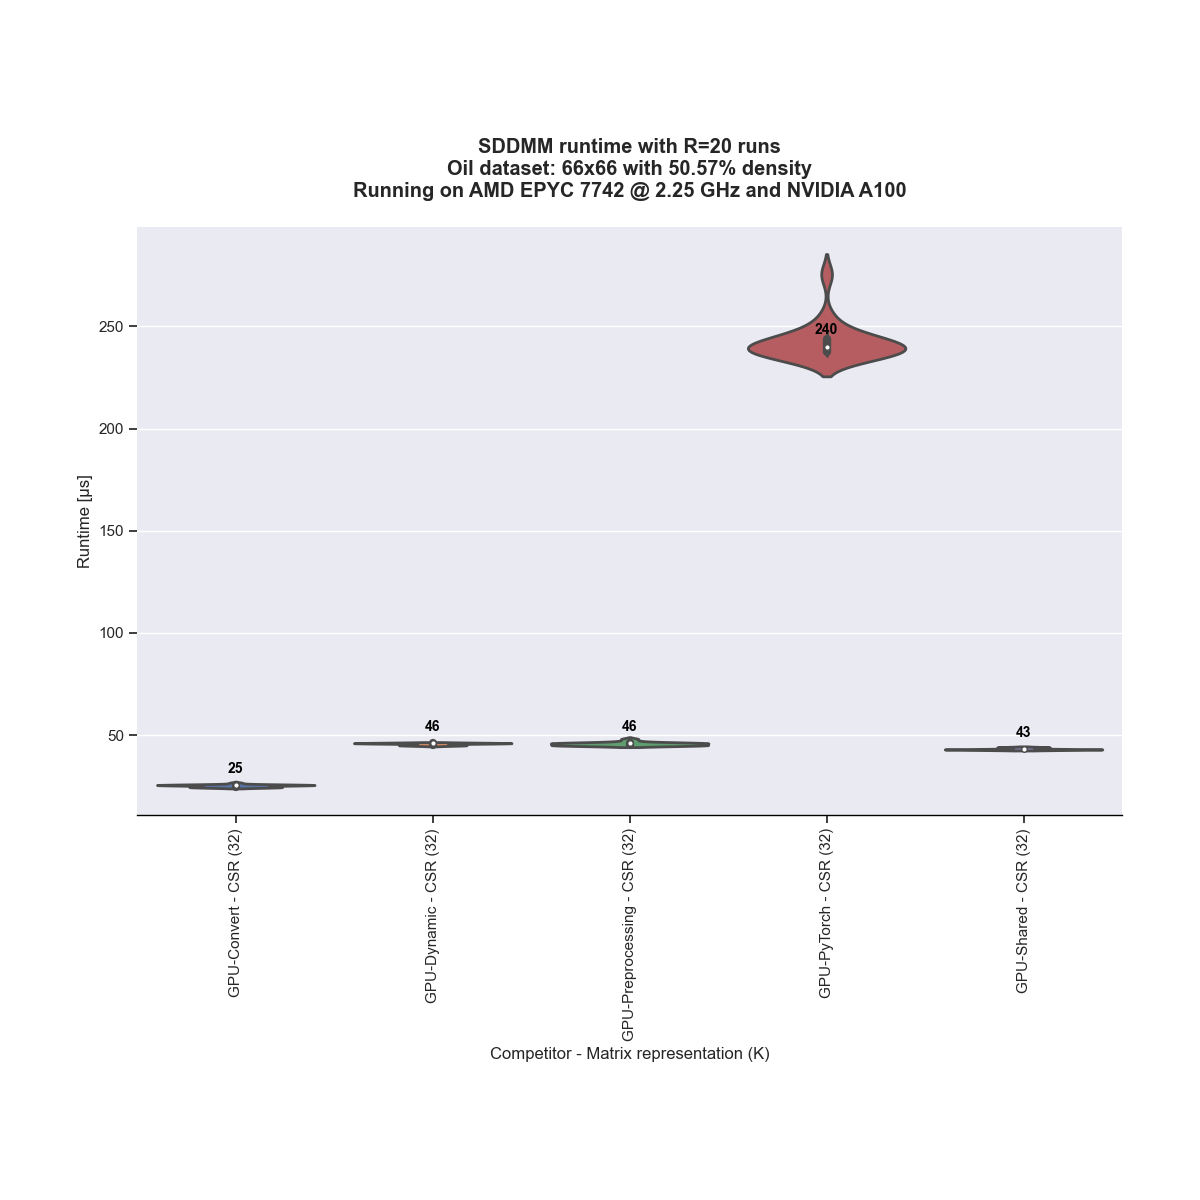 SDDMM runtime with R=20 runs
Oil dataset: 66x66 with 50.57% density
Running on AMD EPYC 7742 @ 2.25 GHz and NVIDIA A100
Runtime [µs]
250
200
150
100
50
25
46
46
240
43
GPU-Convert - CSR (32)
GPU-Dynamic - CSR (32)
GPU-Preprocessing - CSR (32)
GPU-PyTorch - CSR (32)
GPU-Shared - CSR (32)
Competitor - Matrix representation (K)